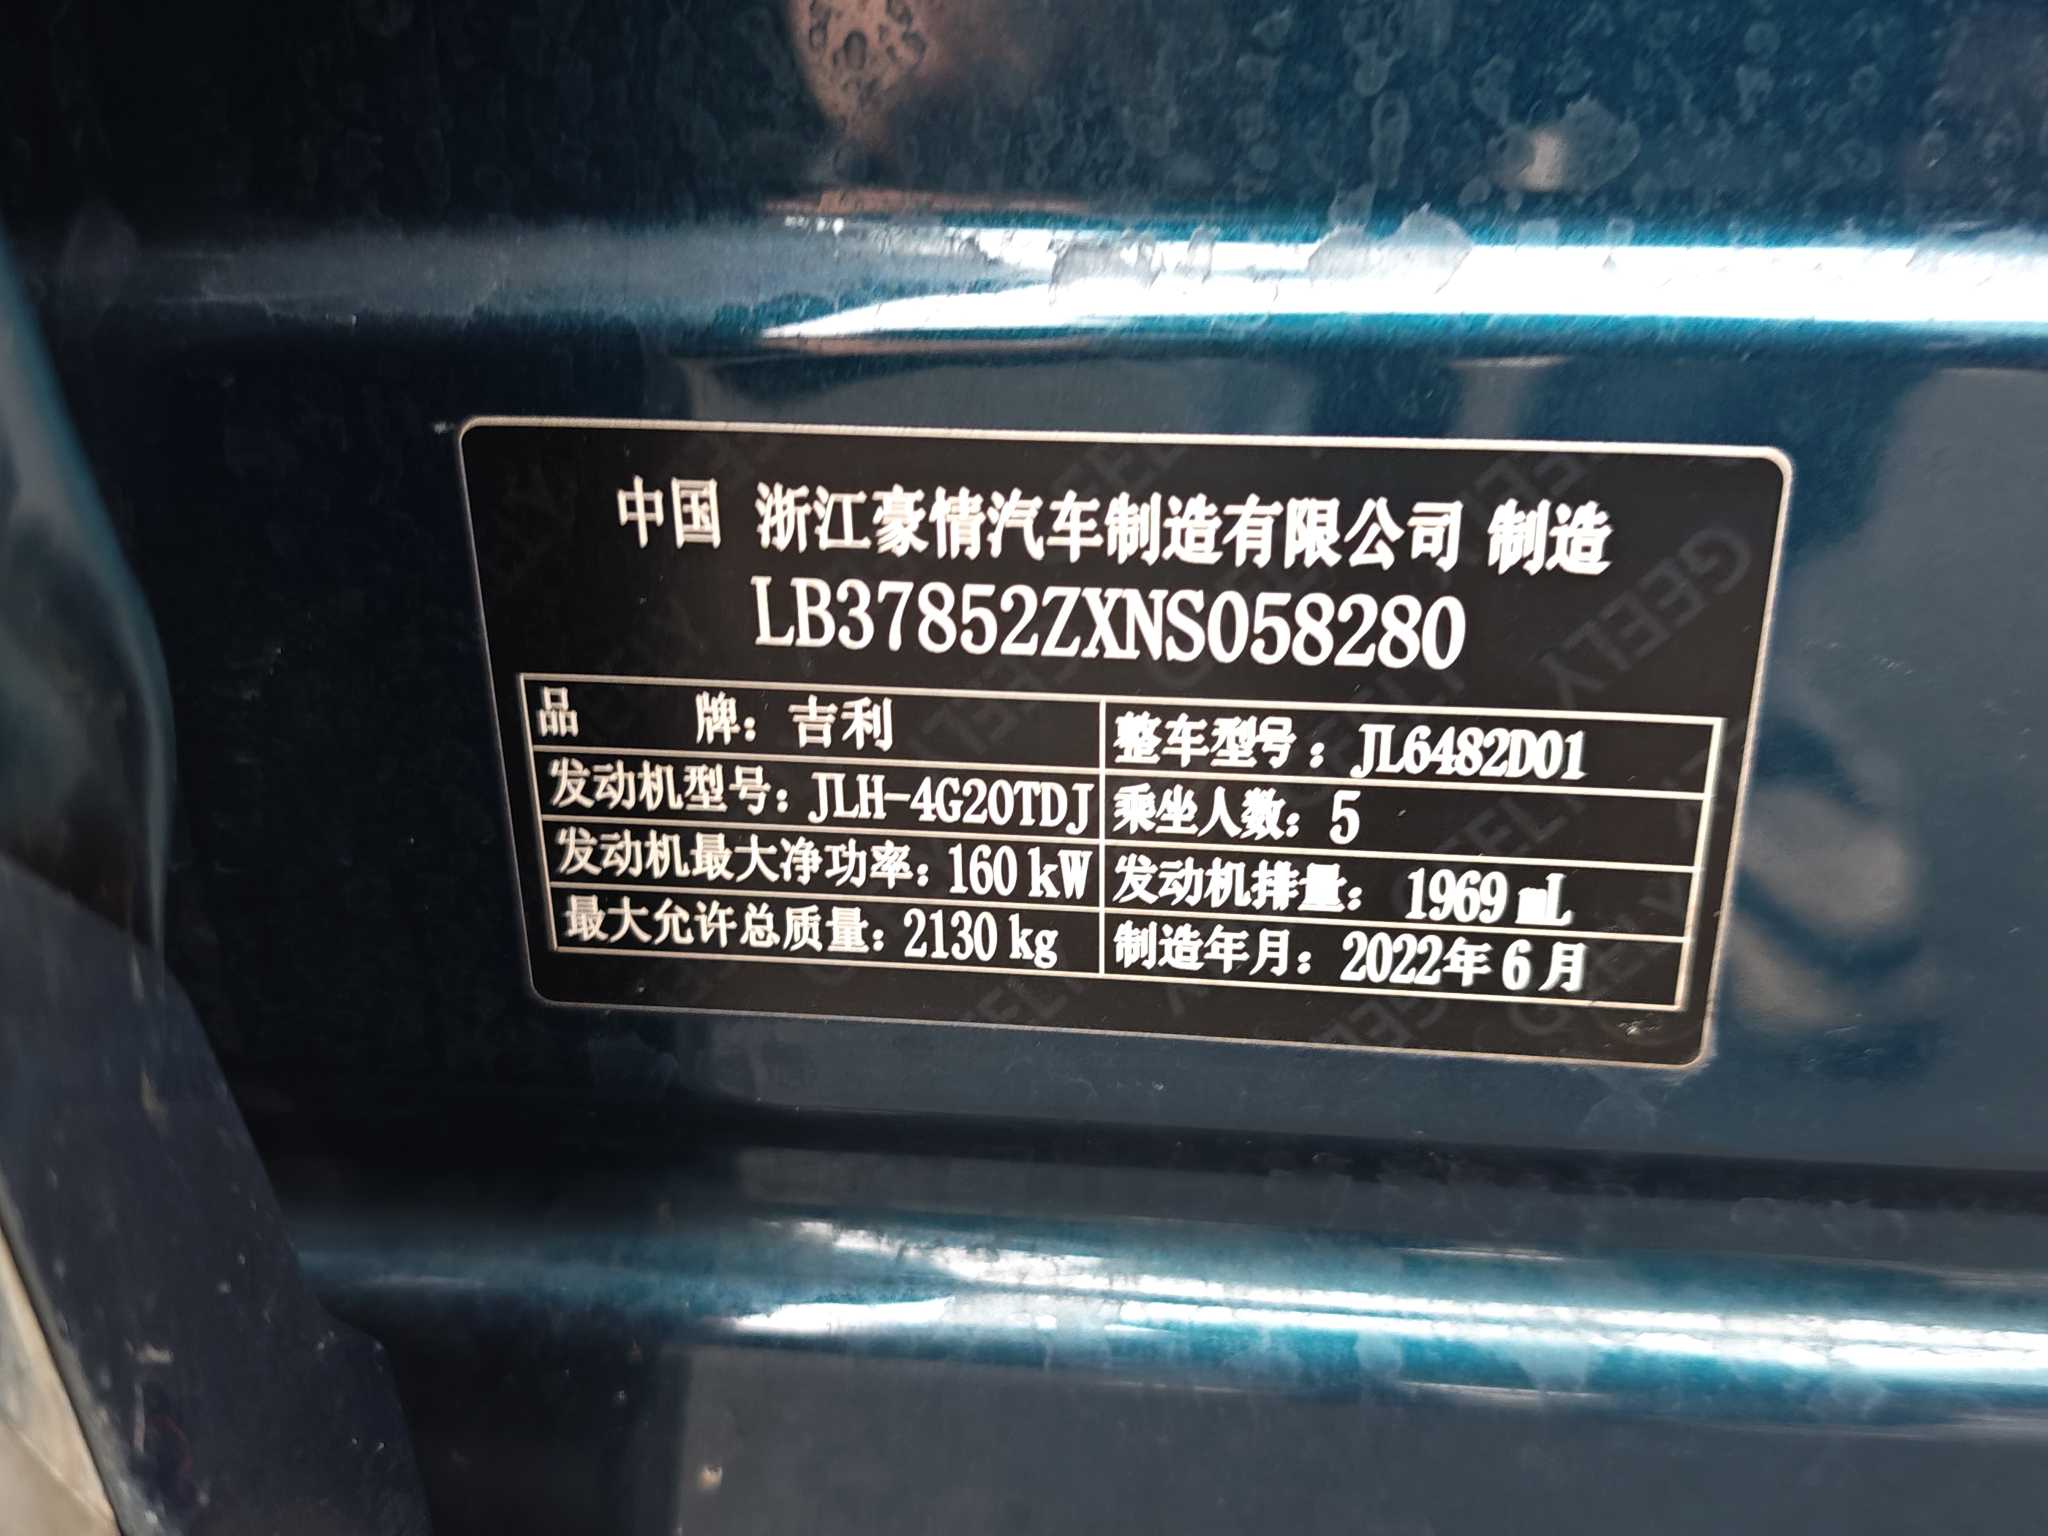 中国 浙江豪情汽车制造有限公司 制造
LB37852ZXNS058280
品 牌：吉利 整车型号：JL6482D01
发动机型号：JLH-4G20TDJ 乘坐人数：5
发动机最大净功率：160 kW 发动机排量：1969 mL
最大允许总质量：2130 kg 制造年月：2022年6月